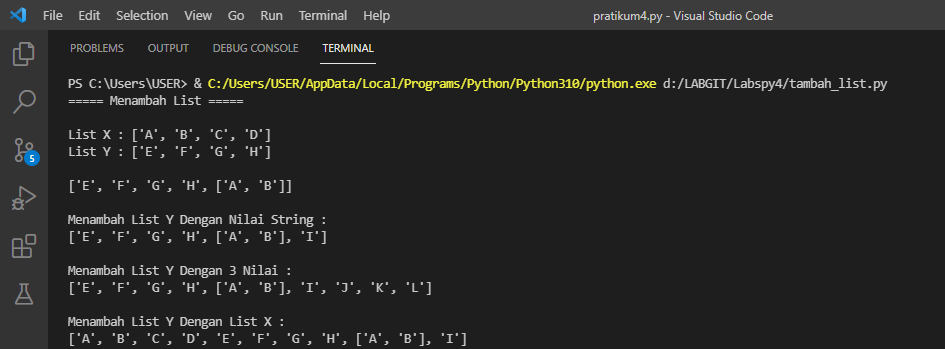 File Edit Selection View Go Run Terminal Help pratikum4.py - Visual Studio Code
PROBLEMS OUTPUT DEBUG CONSOLE TERMINAL
PS C:\Users\USER> & C:/Users/USER/AppData/Local/Programs/Python/Python310/python.exe d:/LABGIT/Labspy4/tambah_list.py
===== Menambah List =====
List X : ['A', 'B', 'C', 'D']
List Y : ['E', 'F', 'G', 'H']
5
['E', 'F', 'G', 'H', ['A', 'B']]
Menambah List Y Dengan Nilai String :
['E', 'F', 'G', 'H', ['A', 'B'], 'I']
Menambah List Y Dengan 3 Nilai :
['E', 'F', 'G', 'H', ['A', 'B'], 'I', 'J', 'K', 'L']
Menambah List Y Dengan List X :
['A', 'B', 'C', 'D', 'E', 'F', 'G', 'H', ['A', 'B'], 'I']